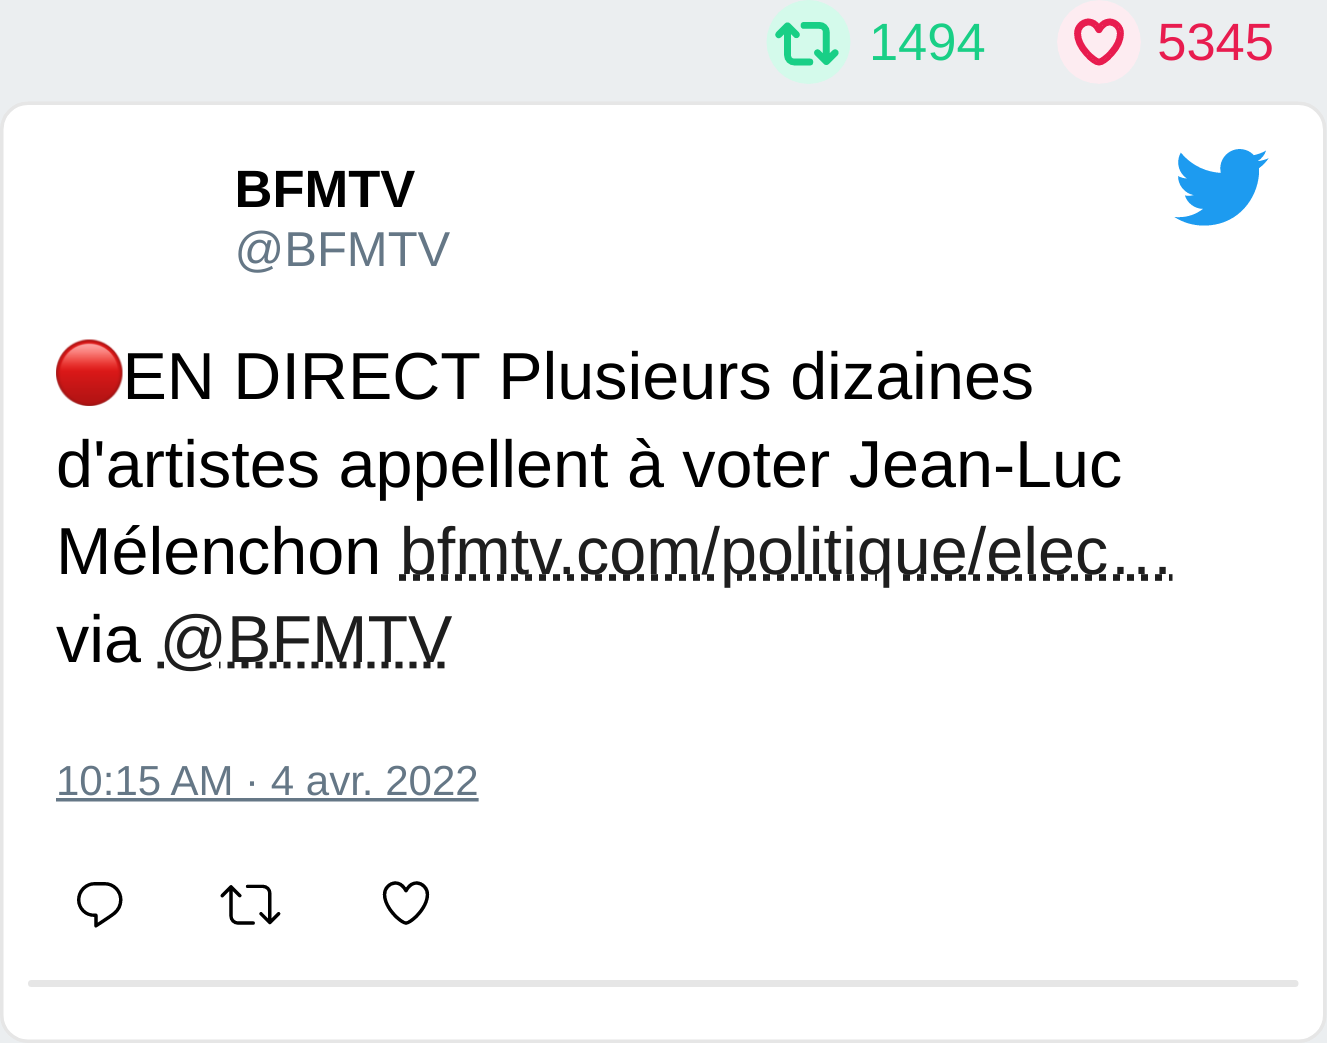 1494 5345
BFMTV
@BFMTV
🔴EN DIRECT Plusieurs dizaines
d'artistes appellent à voter Jean-Luc
Mélenchon bfmtv.com/politique/elec…
via @BFMTV
10:15 AM · 4 avr. 2022